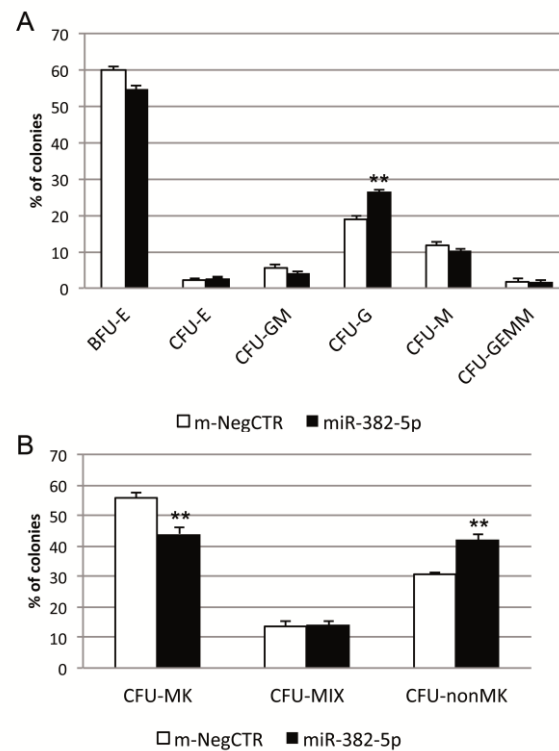 A
70
60
50
40
30
20
10
0
% of colonies
**
BFU-E
CFU-E
CFU-GM
CFU-G
CFU-M
CFU-GEMM
m-NegCTR miR-382-5p
B
70
60
50
40
30
20
10
0
% of colonies
**
**
CFU-MK CFU-MIX CFU-nonMK
m-NegCTR miR-382-5p